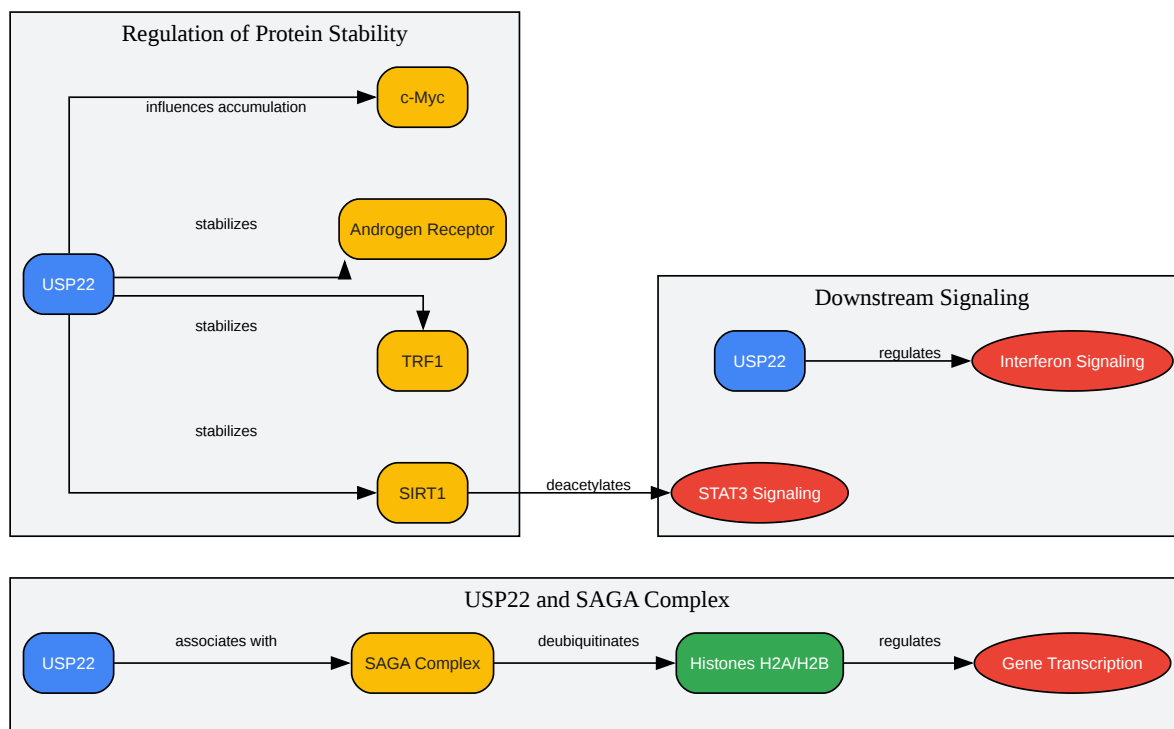 Regulation of Protein Stability
c-Myc
influences accumulation
stabilizes
Androgen Receptor
USP22
stabilizes
TRF1
stabilizes
SIRT1
deacetylates
Downstream Signaling
USP22
regulates
Interferon Signaling
STAT3 Signaling
USP22 and SAGA Complex
USP22
associates with
SAGA Complex
deubiquitinates
Histones H2A/H2B
regulates
Gene Transcription